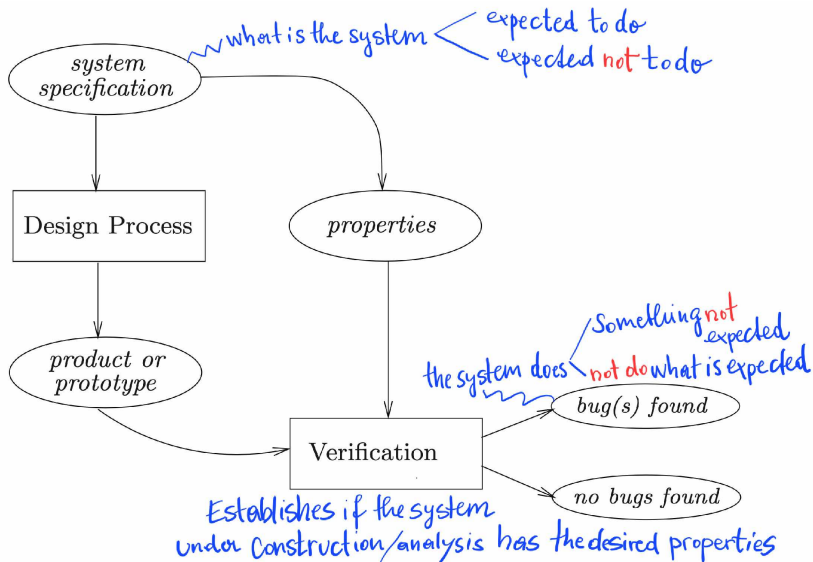 what is the system
expected to do
expected not to do
system
specification
Design Process
properties
product or
prototype
something not
expected
the system does
not do what is expected
bug(s) found
Verification
no bugs found
Establishes if the system
under construction/analysis has the desired properties